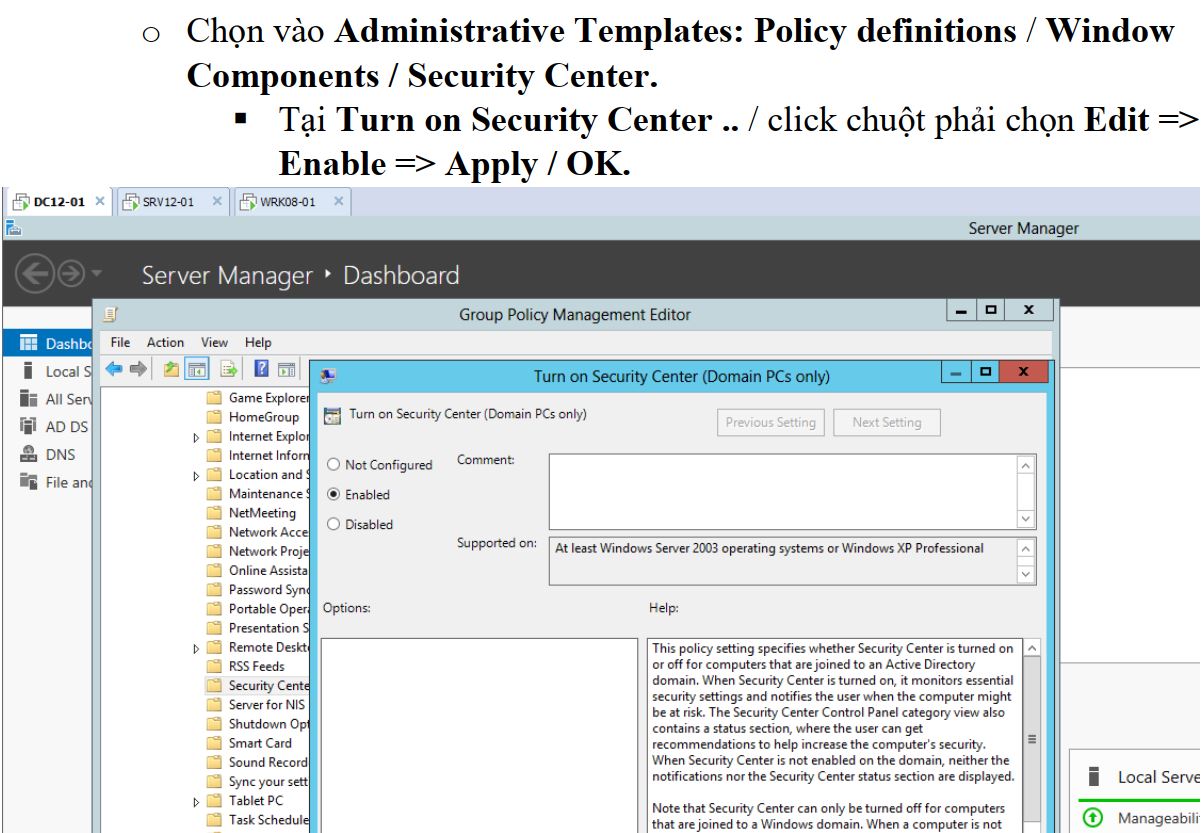 o Chọn vào Administrative Templates: Policy definitions / Window
Components / Security Center.
▪ Tại Turn on Security Center .. / click chuột phải chọn Edit =>
Enable => Apply / OK.
DC12-01 SRV12-01 WRK08-01
Server Manager
Server Manager ‣ Dashboard
Group Policy Management Editor
File Action View Help
Turn on Security Center (Domain PCs only)
Turn on Security Center (Domain PCs only)
Previous Setting Next Setting
Not Configured
Enabled
Disabled
Comment:
Supported on:
At least Windows Server 2003 operating systems or Windows XP Professional
Options:
Help:
This policy setting specifies whether Security Center is turned on
or off for computers that are joined to an Active Directory
domain. When Security Center is turned on, it monitors essential
security settings and notifies the user when the computer might
be at risk. The Security Center Control Panel category view also
contains a status section, where the user can get
recommendations to help increase the computer's security.
When Security Center is not enabled on the domain, neither the
notifications nor the Security Center status section are displayed.
Note that Security Center can only be turned off for computers
that are joined to a Windows domain. When a computer is not
Dashbo
Local S
All Serv
AD DS
DNS
File and
Game Explorer
HomeGroup
Internet Explor
Internet Inform
Location and S
Maintenance S
NetMeeting
Network Acce
Network Proje
Online Assista
Password Sync
Portable Opera
Presentation S
Remote Deskt
RSS Feeds
Security Cente
Server for NIS
Shutdown Opt
Smart Card
Sound Record
Sync your sett
Tablet PC
Task Schedule
Local Serve
Manageabili